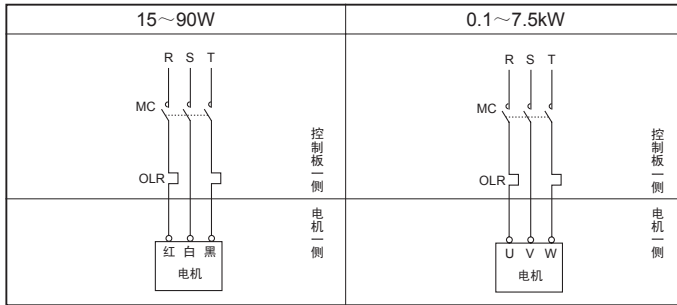 15～90W
0.1～7.5kW
R S T
MC
OLR
控制板一侧
电机一侧
红 白 黑
电机
R S T
MC
OLR
控制板一侧
电机一侧
U V W
电机